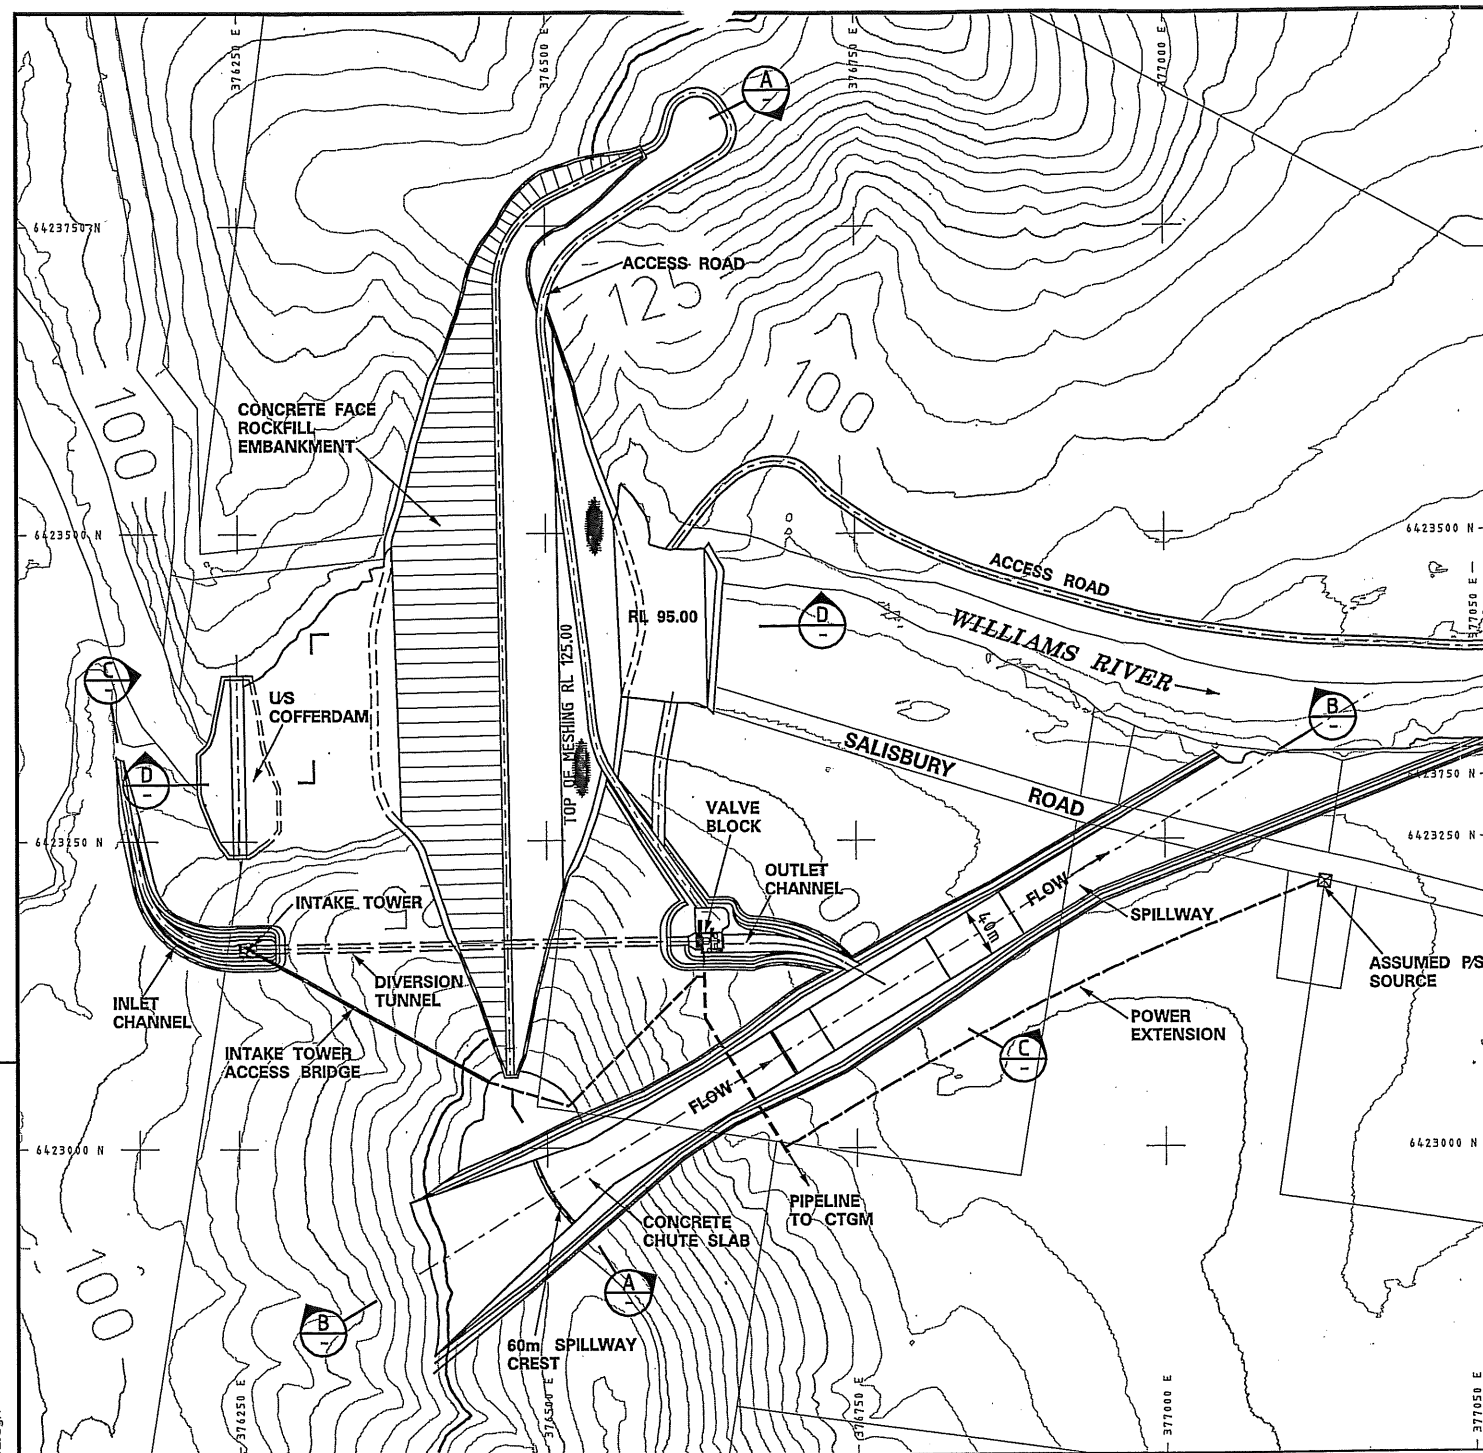 376250 E
376500 E
376750 E
377000 E
A
-
6423750 N
ACCESS ROAD
125
100
100
CONCRETE FACE
ROCKFILL
EMBANKMENT
6423500 N
6423500 N
ACCESS ROAD
377050 E
RL 95.00
D
-
WILLIAMS RIVER
TOP OF MESHING RL 125.00
C
-
U/S
COFFERDAM
B
-
SALISBURY
ROAD
D
-
6423750 N
VALVE
BLOCK
6423250 N
6423250 N
OUTLET
CHANNEL
INTAKE TOWER
FLOW
40m
SPILLWAY
ASSUMED P/S
SOURCE
DIVERSION
TUNNEL
INLET
CHANNEL
POWER
EXTENSION
INTAKE TOWER
ACCESS BRIDGE
C
-
FLOW
6423000 N
6423000 N
PIPELINE
TO CTGM
CONCRETE
CHUTE SLAB
100
A
-
B
-
60m SPILLWAY
CREST
376250 E
376500 E
376750 E
377000 E
377050 E